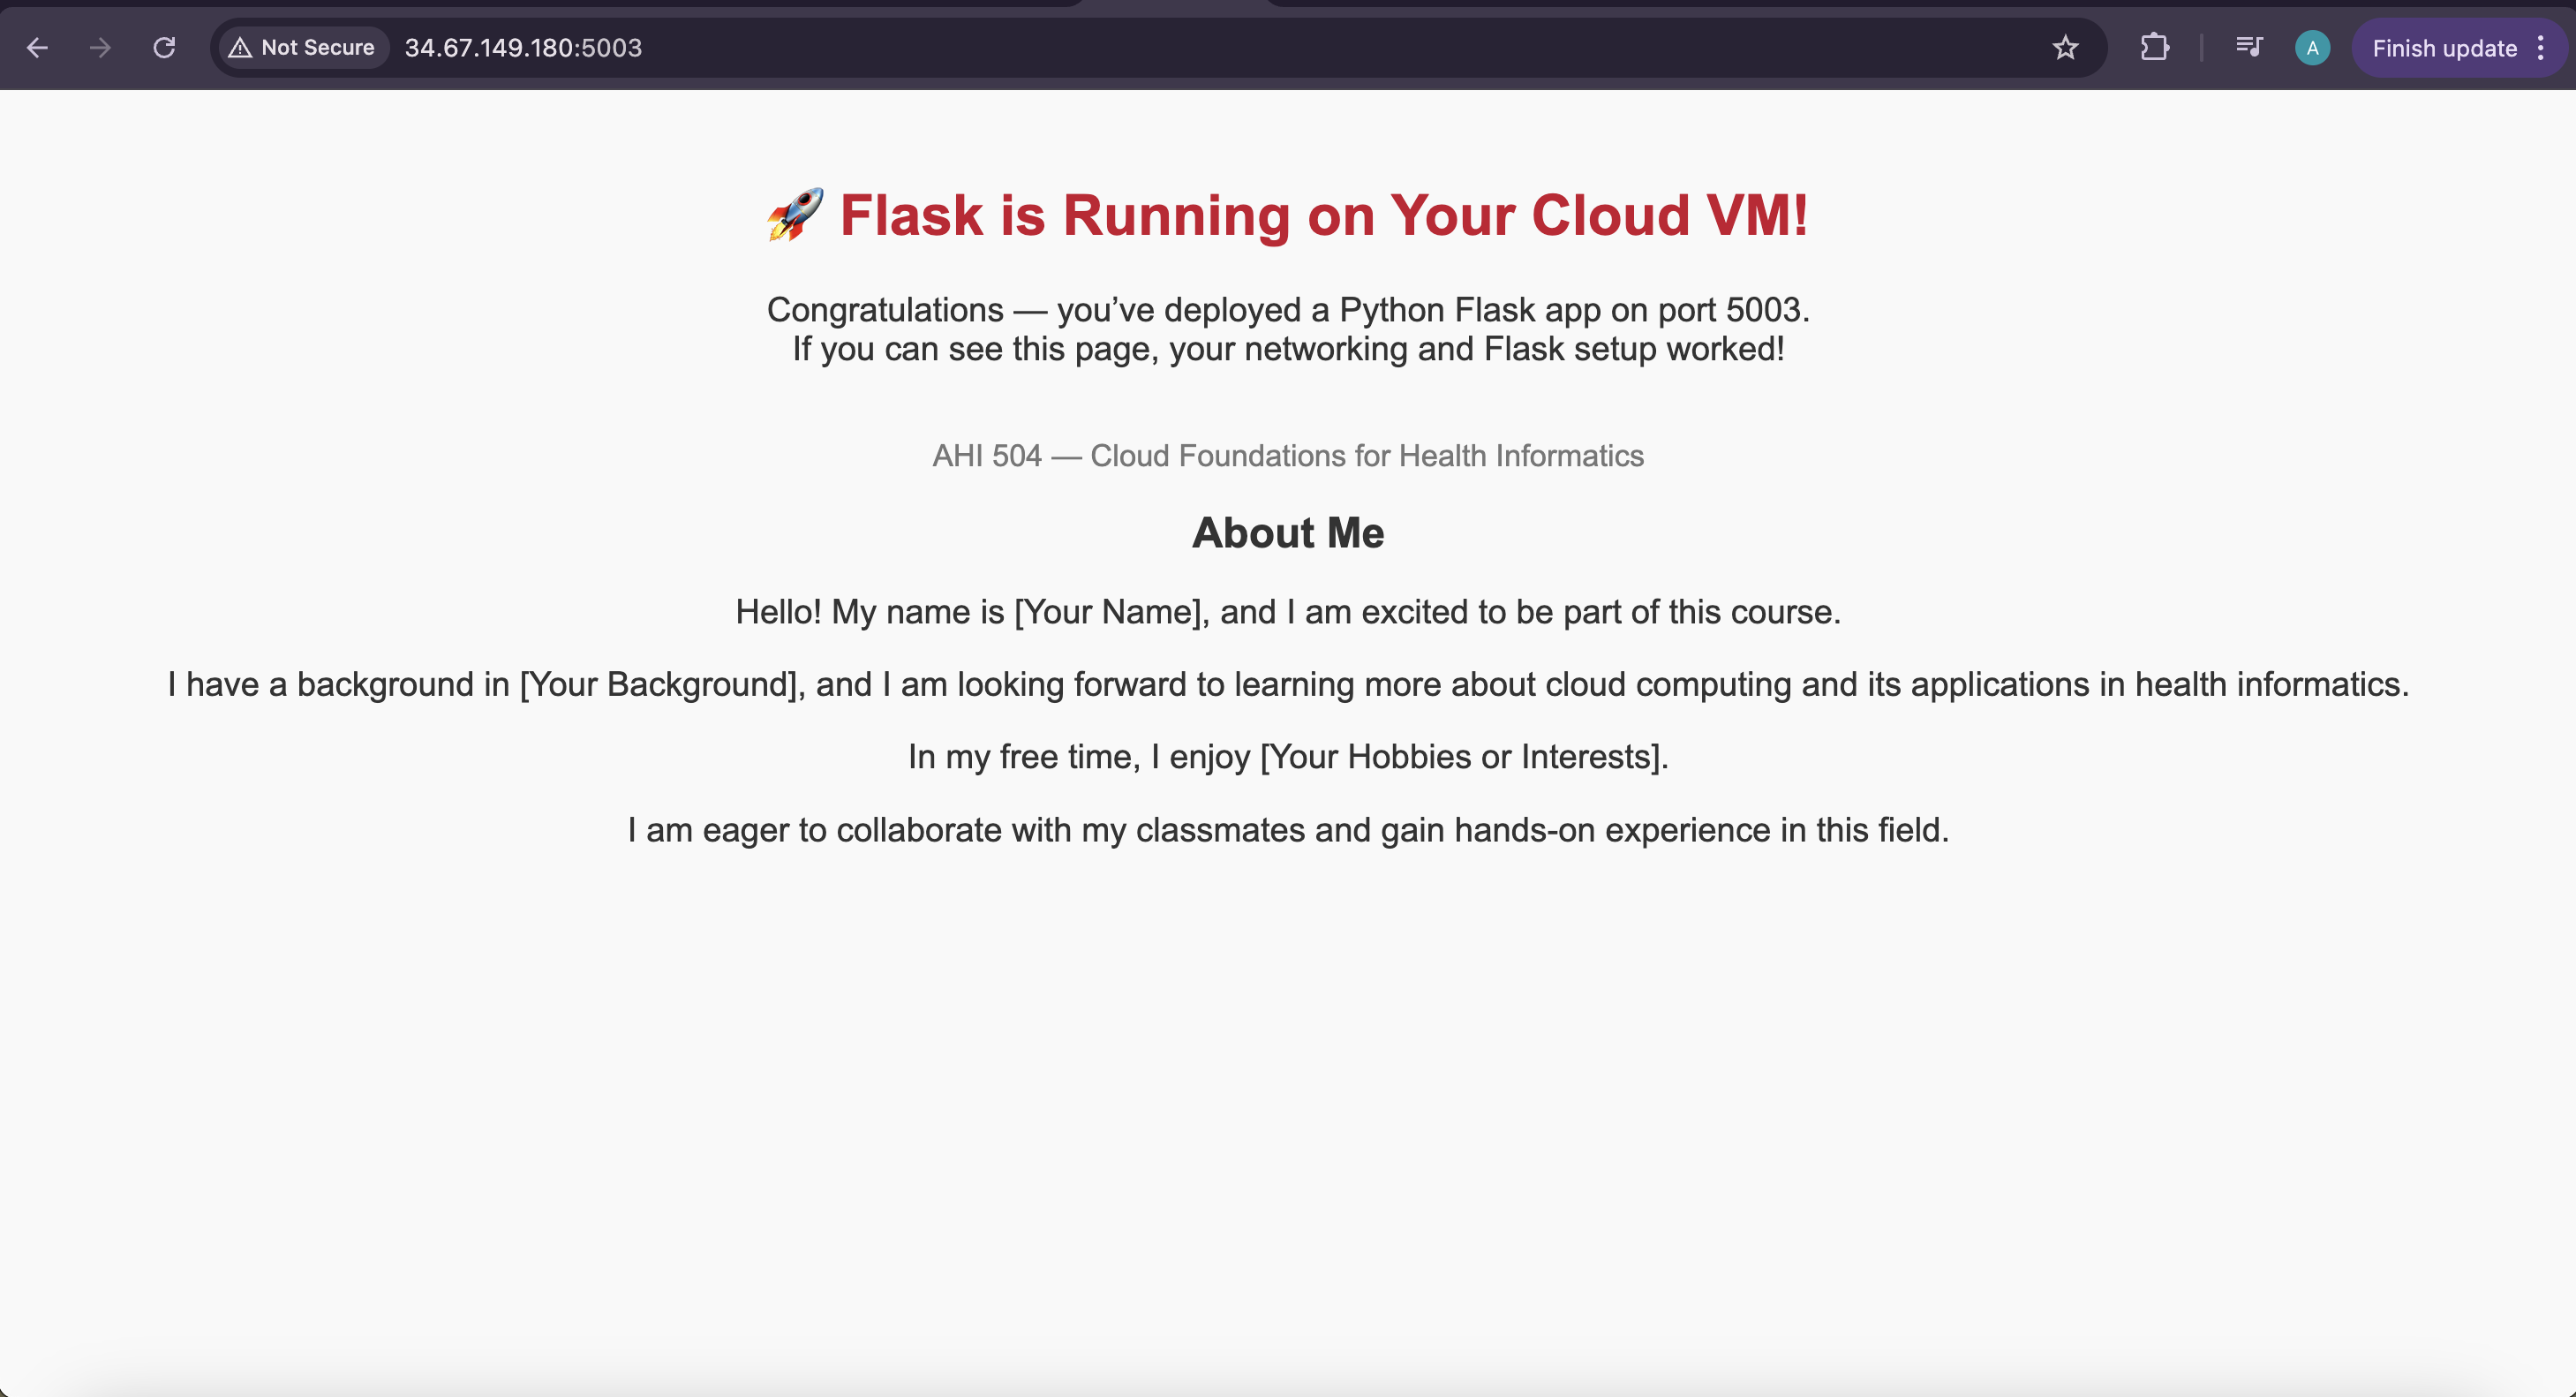 Not Secure
34.67.149.180:5003
A
Finish update
🚀 Flask is Running on Your Cloud VM!
Congratulations — you’ve deployed a Python Flask app on port 5003.
If you can see this page, your networking and Flask setup worked!
AHI 504 — Cloud Foundations for Health Informatics
About Me
Hello! My name is [Your Name], and I am excited to be part of this course.
I have a background in [Your Background], and I am looking forward to learning more about cloud computing and its applications in health informatics.
In my free time, I enjoy [Your Hobbies or Interests].
I am eager to collaborate with my classmates and gain hands-on experience in this field.